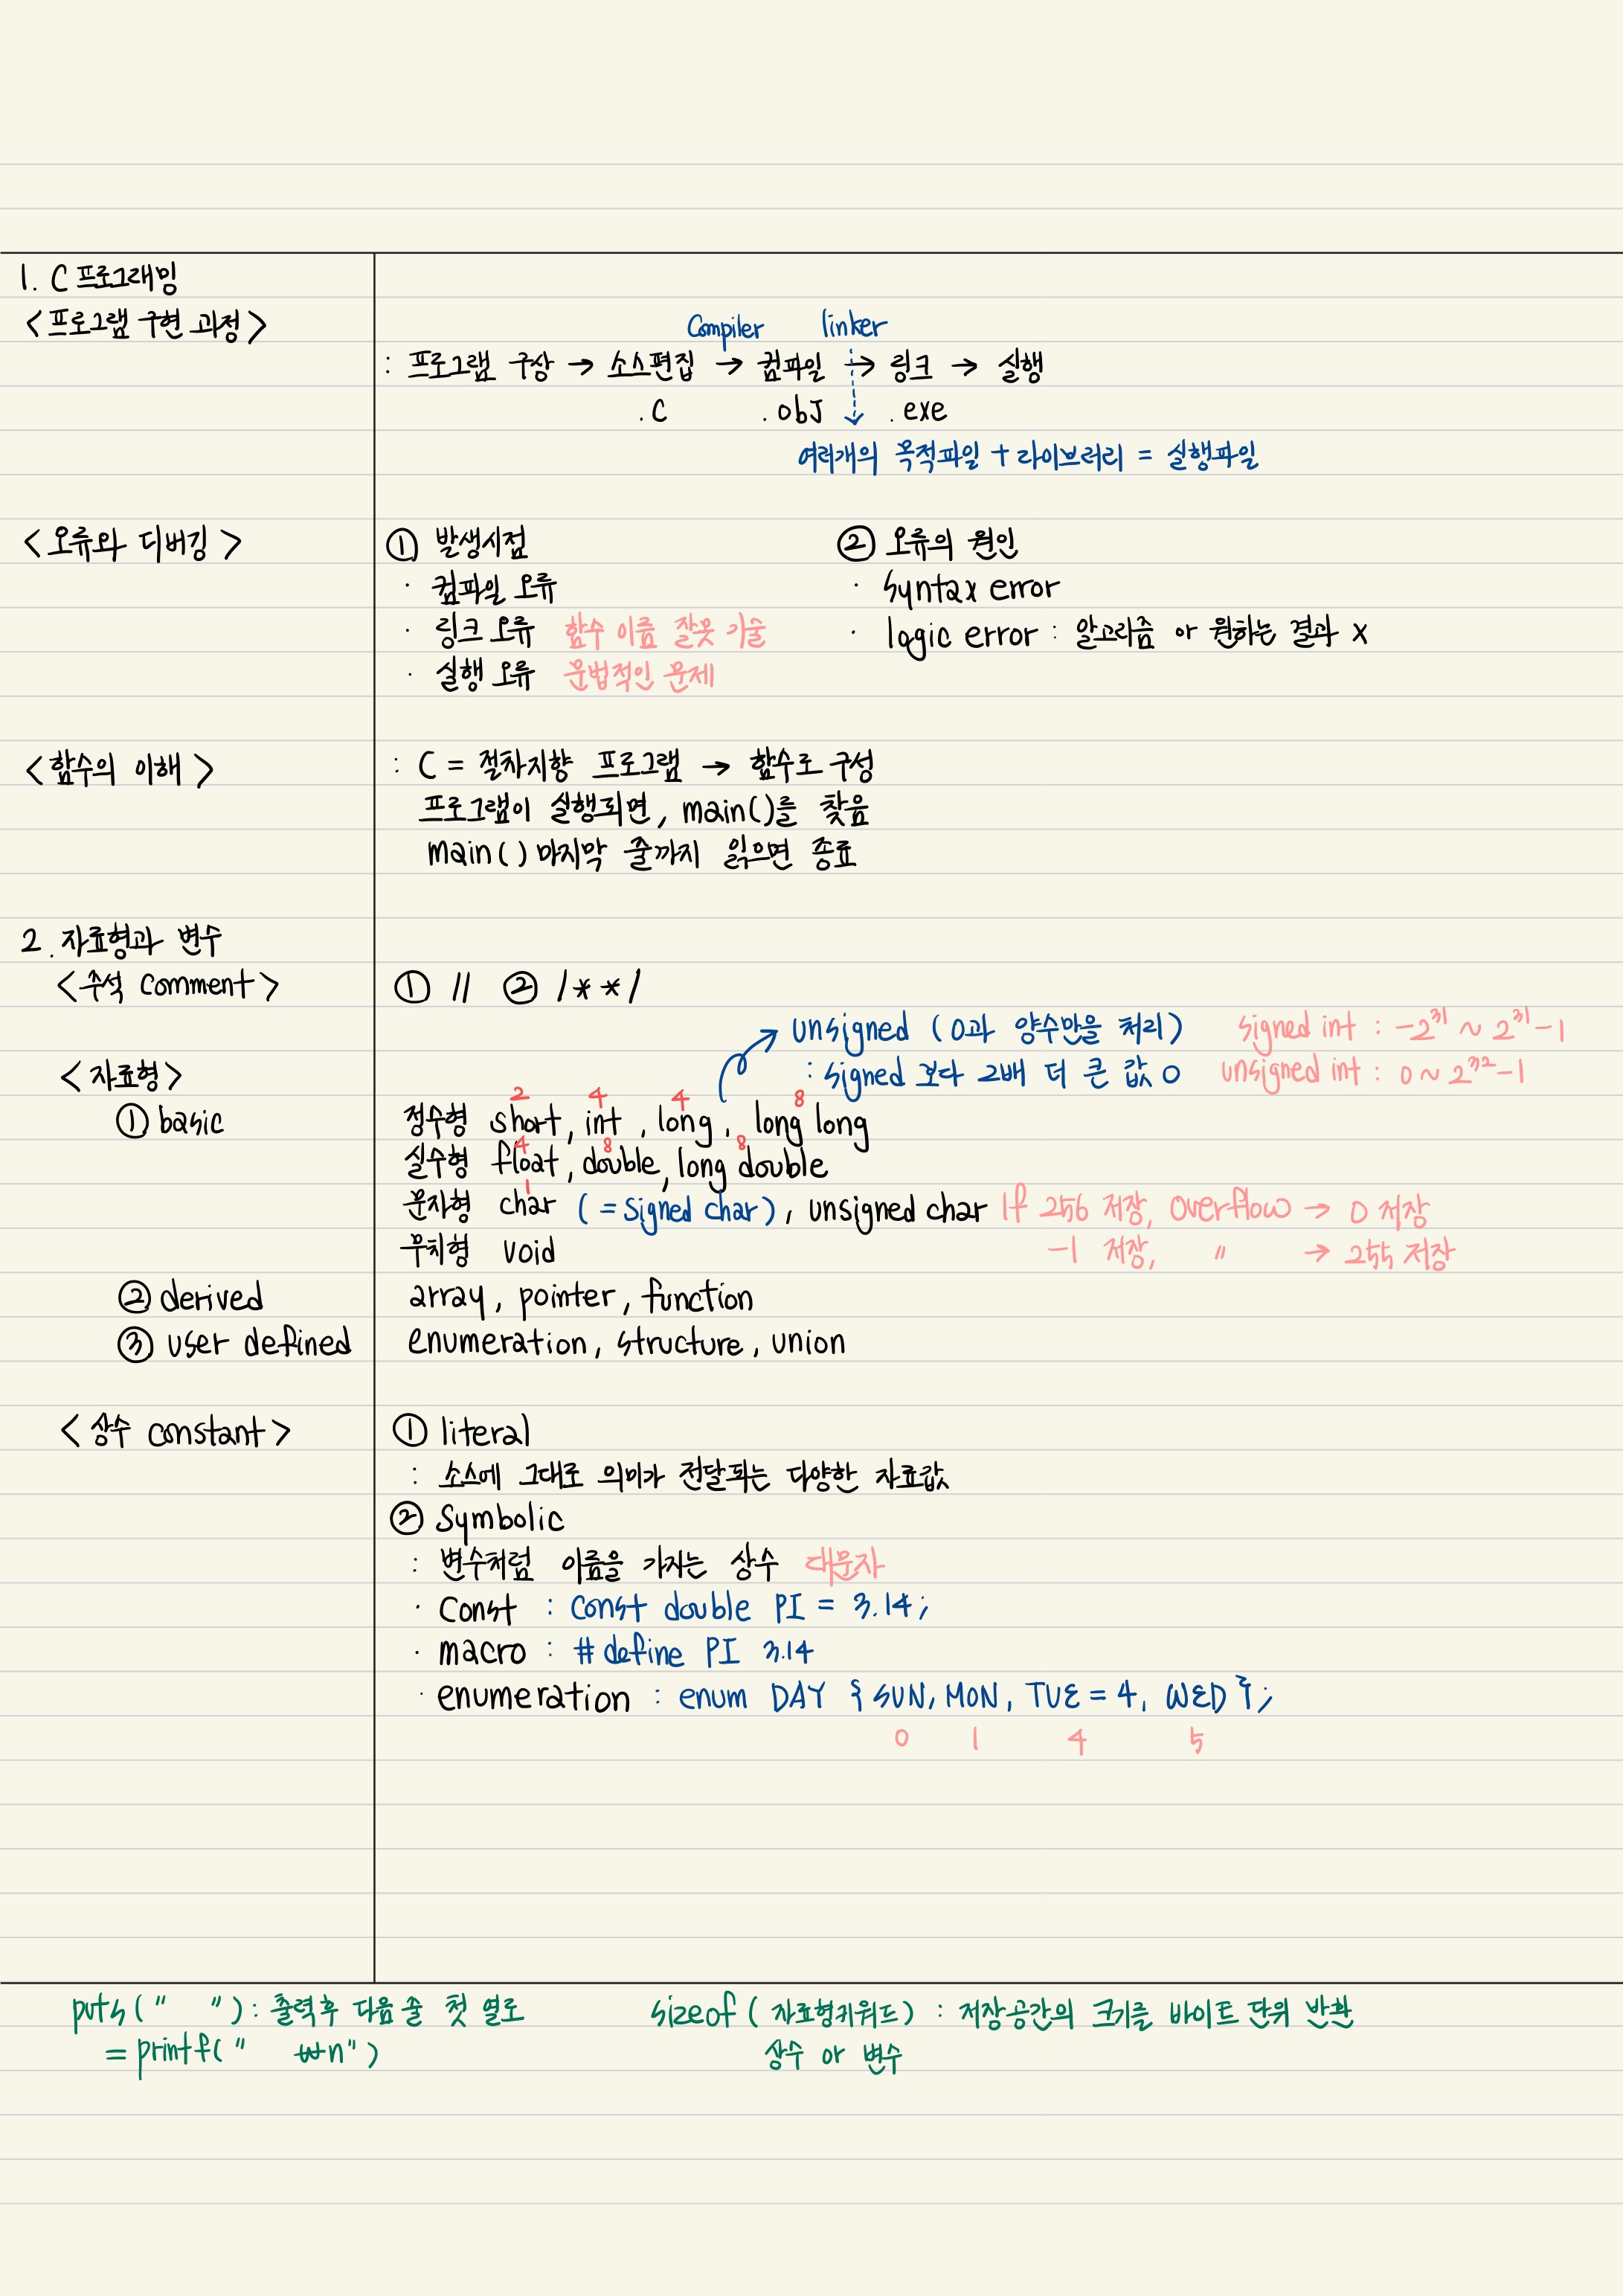 1. C 프로그래밍
<프로그램 구현 과정>
Compiler linker
: 프로그램 구상 → 소스편집 → 컴파일 → 링크 → 실행
.C .obj .exe
여러개의 목적파일 + 라이브러리 = 실행파일
<오류와 디버깅> ① 발생시점 ② 오류의 원인
· 컴파일 오류 · syntax error
· 링크 오류 함수 이름 잘못 기술 · logic error : 알고리즘 or 원하는 결과 x
· 실행 오류 문법적인 문제
<함수의 이해> : C = 절차지향 프로그램 → 함수로 구성
프로그램이 실행되면, main()를 찾음
main() 마지막 줄까지 읽으면 종료
2. 자료형과 변수
<주석 comment> ① // ② /* */
unsigned (0과 양수만을 처리) signed int : -2³¹ ~ 2³¹-1
<자료형> : signed 보다 2배 더 큰 값 O unsigned int : 0 ~ 2³²-1
2 4 4 8
① basic 정수형 short, int, long, long long
4 8 8
실수형 float, double, long double
1
문자형 char (= signed char), unsigned char If 256 저장, overflow → 0 저장
무치형 void -1 저장, 〃 → 255 저장
② derived array, pointer, function
③ user defined enumeration, structure, union
<상수 constant> ① literal
: 소스에 그대로 의미가 전달되는 다양한 자료값
② Symbolic
: 변수처럼 이름을 가지는 상수 대문자
· Const : const double PI = 3.14;
· macro : #define PI 3.14
· enumeration : enum DAY {SUN, MON, TUE = 4, WED};
0 1 4 5
puts(" ") : 출력후 다음 줄 첫 열로 sizeof (자료형키워드) : 저장공간의 크기를 바이트 단위 반환
= printf(" ₩n") 상수 or 변수